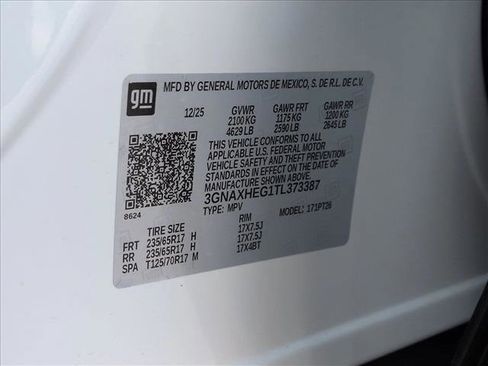 gm
MFD BY GENERAL MOTORS DE MEXICO, S. DE R.L. DE C.V.
12/25 GVWR GAWR FRT GAWR RR
2100 KG 1175 KG 1200 KG
4629 LB 2590 LB 2645 LB
THIS VEHICLE CONFORMS TO ALL
APPLICABLE U.S. FEDERAL MOTOR
VEHICLE SAFETY AND THEFT PREVENTION
STANDARDS IN EFFECT ON THE DATE OF
MANUFACTURE SHOWN ABOVE.
3GNAXHEG1TL373387
8624
TYPE: MPV MODEL: 1PT26
TIRE SIZE RIM
FRT 235/65R17 H 17X7.5J
RR 235/65R17 H 17X7.5J
SPA T125/70R17 M 17X4BT